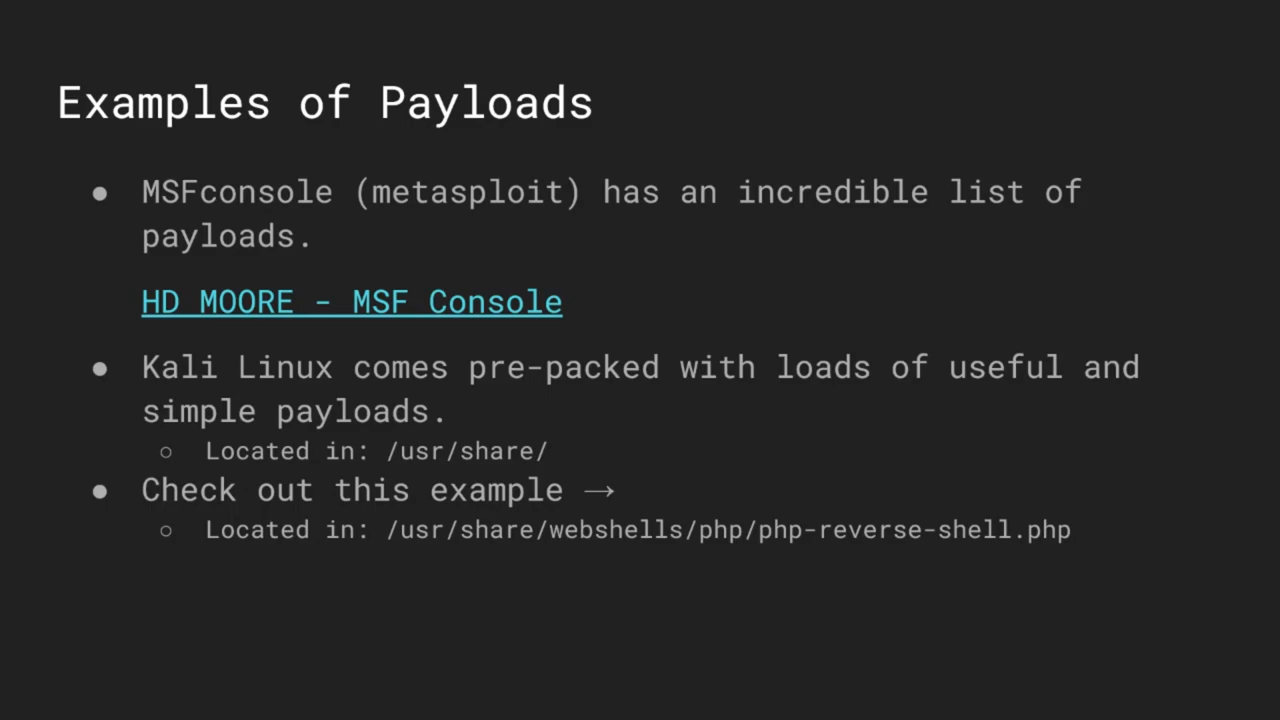 Examples of Payloads
● MSFconsole (metasploit) has an incredible list of
payloads.
HD MOORE - MSF Console
● Kali Linux comes pre-packed with loads of useful and
simple payloads.
○ Located in: /usr/share/
● Check out this example →
○ Located in: /usr/share/webshells/php/php-reverse-shell.php